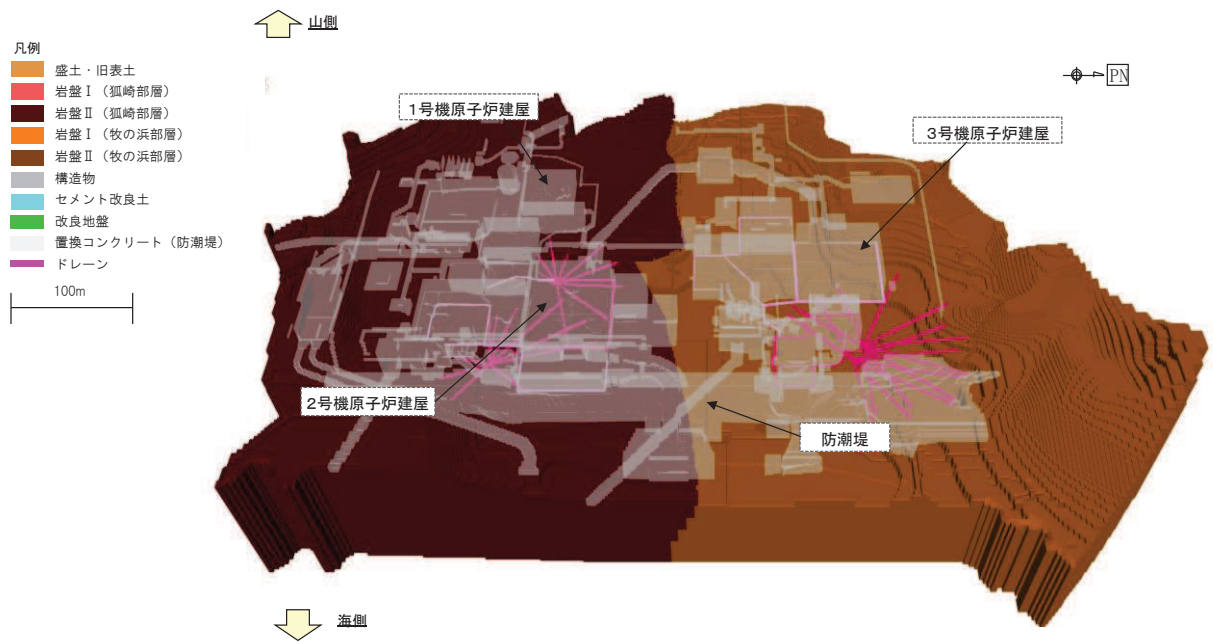 山側
凡例
盛土・旧表土
岩盤Ⅰ（狐崎部層）
岩盤Ⅱ（狐崎部層）
岩盤Ⅰ（牧の浜部層）
岩盤Ⅱ（牧の浜部層）
構造物
セメント改良土
改良地盤
置換コンクリート（防潮堤）
ドレーン
100m
PN
1号機原子炉建屋
3号機原子炉建屋
2号機原子炉建屋
防潮堤
海側